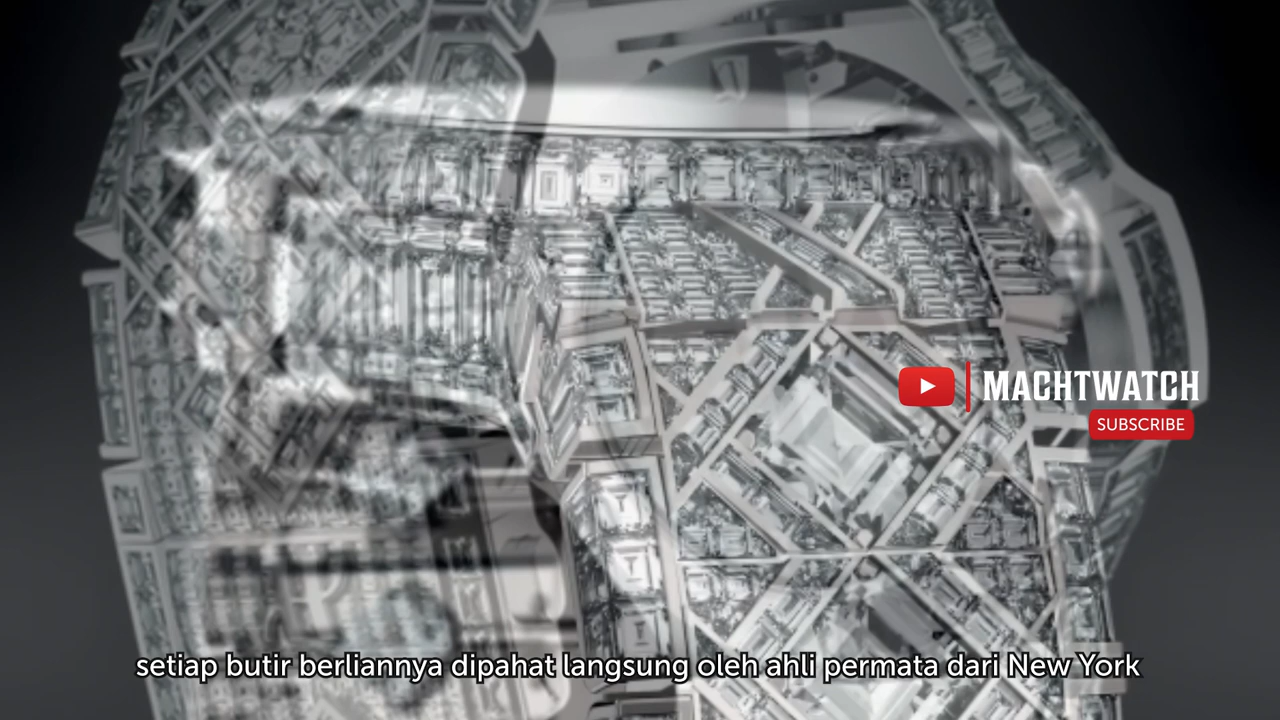 MACHTWATCH
SUBSCRIBE
setiap butir berliannya dipahat langsung oleh ahli permata dari New York